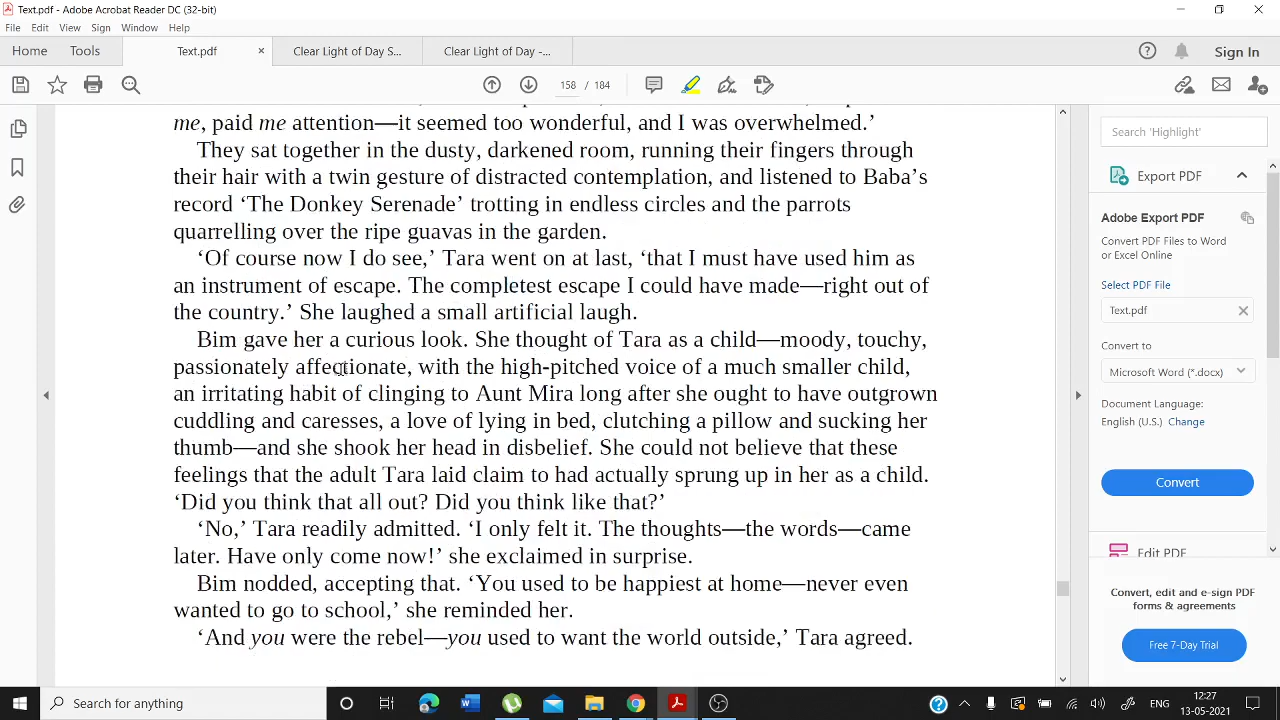 Text.pdf - Adobe Acrobat Reader DC (32-bit)
File Edit View Sign Window Help
Home Tools Text.pdf × Clear Light of Day S... Clear Light of Day -... Sign In
158 / 184
me, paid me attention—it seemed too wonderful, and I was overwhelmed.’
They sat together in the dusty, darkened room, running their fingers through
their hair with a twin gesture of distracted contemplation, and listened to Baba’s
record ‘The Donkey Serenade’ trotting in endless circles and the parrots
quarrelling over the ripe guavas in the garden.
‘Of course now I do see,’ Tara went on at last, ‘that I must have used him as
an instrument of escape. The completest escape I could have made—right out of
the country.’ She laughed a small artificial laugh.
Bim gave her a curious look. She thought of Tara as a child—moody, touchy,
passionately affectionate, with the high-pitched voice of a much smaller child,
an irritating habit of clinging to Aunt Mira long after she ought to have outgrown
cuddling and caresses, a love of lying in bed, clutching a pillow and sucking her
thumb—and she shook her head in disbelief. She could not believe that these
feelings that the adult Tara laid claim to had actually sprung up in her as a child.
‘Did you think that all out? Did you think like that?’
‘No,’ Tara readily admitted. ‘I only felt it. The thoughts—the words—came
later. Have only come now!’ she exclaimed in surprise.
Bim nodded, accepting that. ‘You used to be happiest at home—never even
wanted to go to school,’ she reminded her.
‘And you were the rebel—you used to want the world outside,’ Tara agreed.
Search 'Highlight'
Export PDF
Adobe Export PDF
Convert PDF Files to Word
or Excel Online
Select PDF File
Text.pdf
Convert to
Microsoft Word (*.docx)
Document Language:
English (U.S.) Change
Convert
Edit PDF
Convert, edit and e-sign PDF
forms & agreements
Free 7-Day Trial
Search for anything
ENG
12:27
13-05-2021